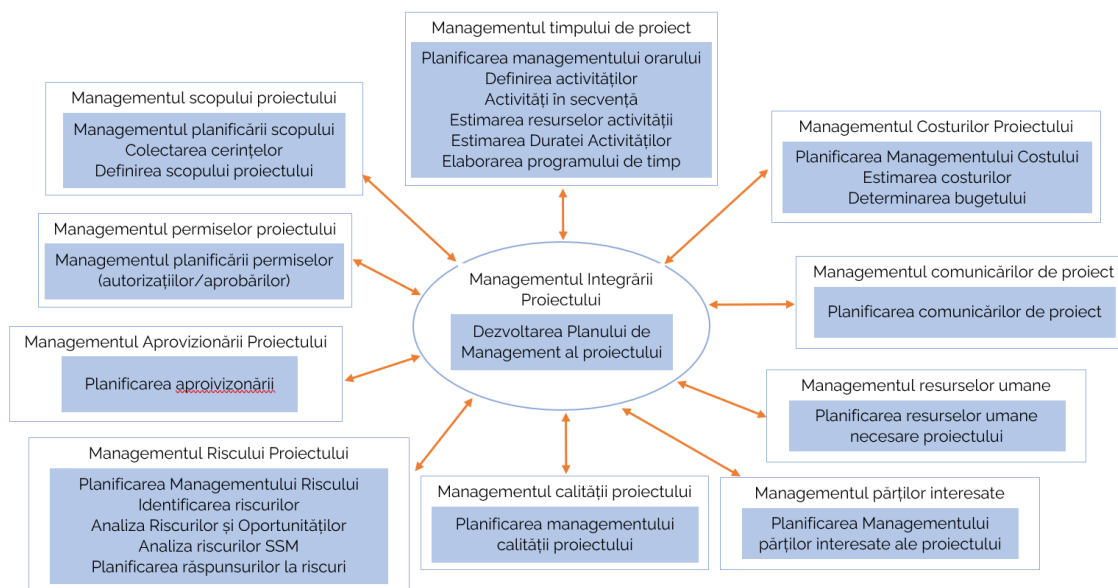 Managementul timpului de proiect
Planificarea managementului orarului
Definirea activităților
Activități în secvență
Estimarea resurselor activității
Estimarea Duratei Activităților
Elaborarea programului de timp
Managementul scopului proiectului
Managementul planificării scopului
Colectarea cerințelor
Definirea scopului proiectului
Managementul Costurilor Proiectului
Planificarea Managementului Costului
Estimarea costurilor
Determinarea bugetului
Managementul permiselor proiectului
Managementul planificării permiselor
(autorizațiilor/aprobărilor)
Managementul Integrării
Proiectului
Dezvoltarea Planului de
Management al proiectului
Managementul comunicărilor de proiect
Planificarea comunicărilor de proiect
Managementul Aprovizionării Proiectului
Planificarea aproivizonării
Managementul resurselor umane
Planificarea resurselor umane
necesare proiectului
Managementul Riscului Proiectului
Planificarea Managementului Riscului
Identificarea riscurilor
Analiza Riscurilor și Oportunităților
Analiza riscurilor SSM
Planificarea răspunsurilor la riscuri
Managementul calității proiectului
Planificarea managementului
calității proiectului
Managementul părților interesate
Planificarea Managementului
părților interesate ale proiectului